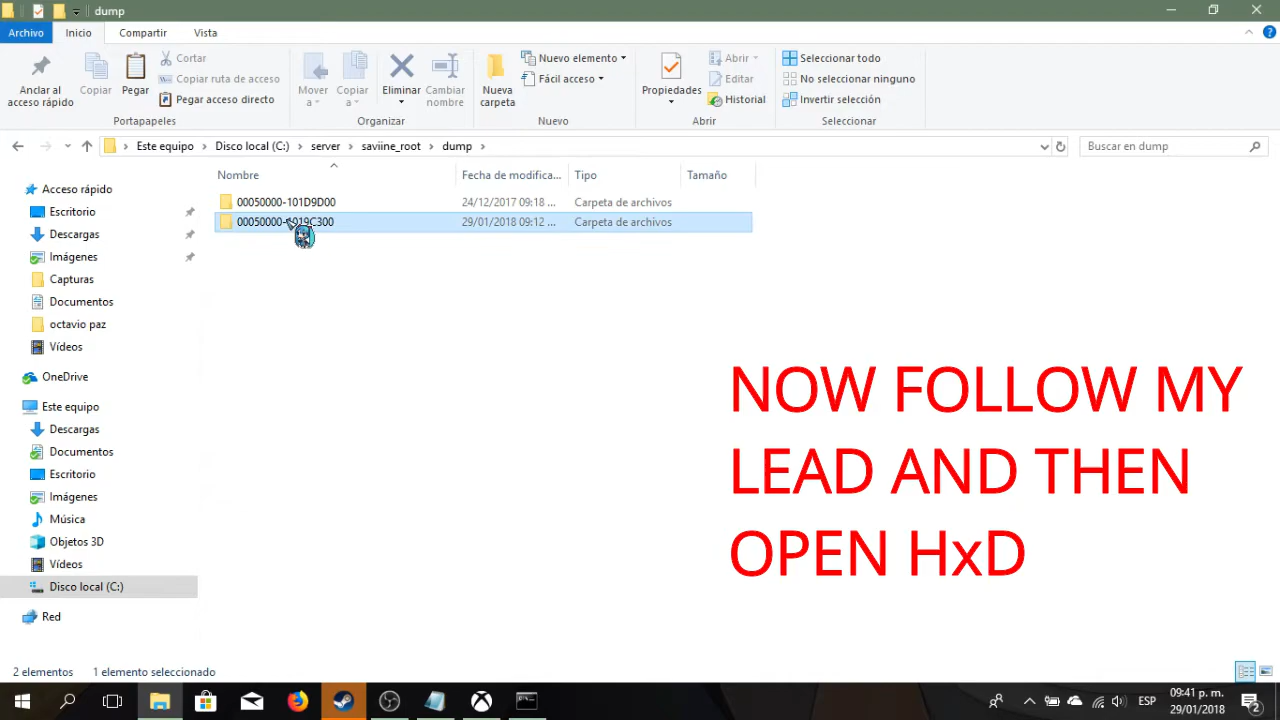 dump
Archivo Inicio Compartir Vista
Anclar al acceso rápido
Copiar
Pegar
Cortar
Copiar ruta de acceso
Pegar acceso directo
Portapapeles
Mover a
Copiar a
Eliminar
Cambiar nombre
Organizar
Nueva carpeta
Nuevo elemento
Fácil acceso
Nuevo
Propiedades
Abrir
Editar
Historial
Abrir
Seleccionar todo
No seleccionar ninguno
Invertir selección
Seleccionar
Este equipo Disco local (C:) server saviine_root dump
Buscar en dump
Nombre Fecha de modifica... Tipo Tamaño
00050000-101D9D00 24/12/2017 09:18 ... Carpeta de archivos
00050000-1019C300 29/01/2018 09:12 ... Carpeta de archivos
Acceso rápido
Escritorio
Descargas
Imágenes
Capturas
Documentos
octavio paz
Vídeos
OneDrive
Este equipo
Descargas
Documentos
Escritorio
Imágenes
Música
Objetos 3D
Vídeos
Disco local (C:)
Red
NOW FOLLOW MY
LEAD AND THEN
OPEN HxD
2 elementos 1 elemento seleccionado
ESP
09:41 p. m.
29/01/2018
2